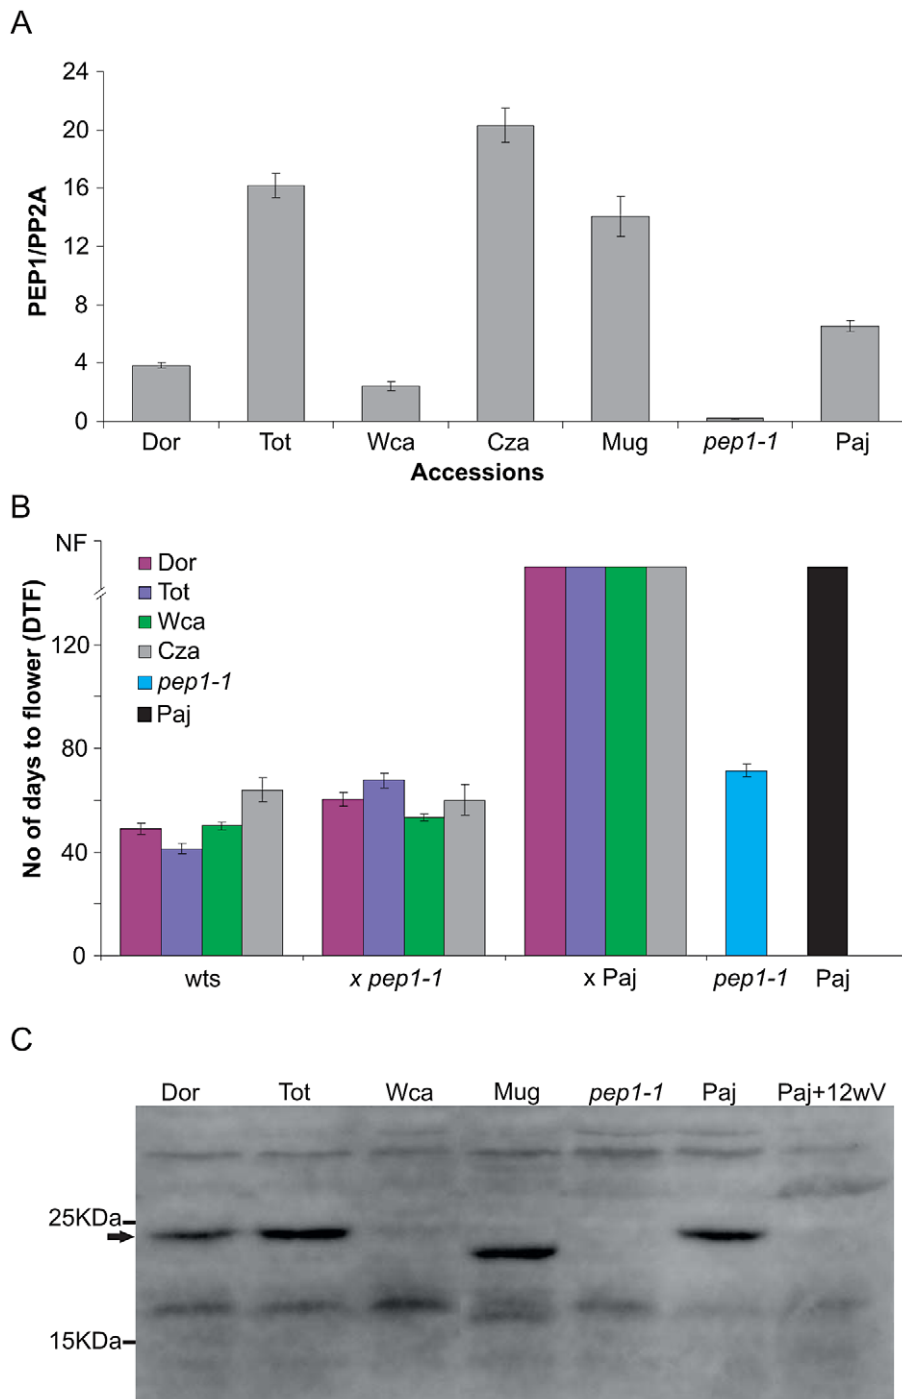 A
24
20
16
12
8
4
0
PEP1/PP2A
Dor Tot Wca Cza Mug pep1-1 Paj
Accessions
B
NF
120
80
40
0
No of days to flower (DTF)
Dor
Tot
Wca
Cza
pep1-1
Paj
wts x pep1-1 x Paj pep1-1 Paj
C
Dor Tot Wca Mug pep1-1 Paj Paj+12wV
25KDa
15KDa